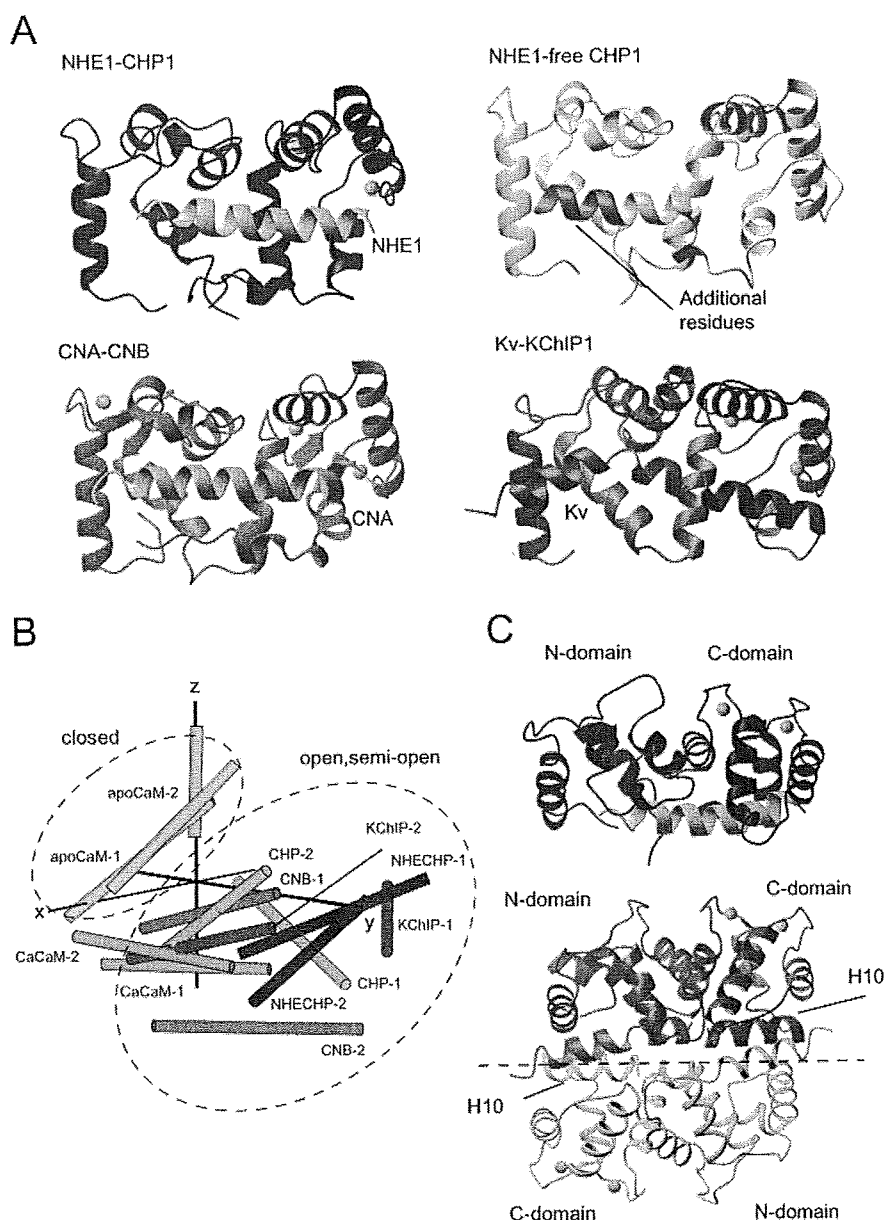 A
NHE1-CHP1
NHE1-free CHP1
NHE1
Additional
residues
CNA-CNB
Kv-KChIP1
CNA
Kv
B
z
closed
open,semi-open
apoCaM-2
KChIP-2
apoCaM-1
CHP-2
NHECHP-1
CNB-1
x
y
KChIP-1
CaCaM-2
CaCaM-1
CHP-1
NHECHP-2
CNB-2
C
N-domain
C-domain
N-domain
C-domain
H10
H10
C-domain
N-domain